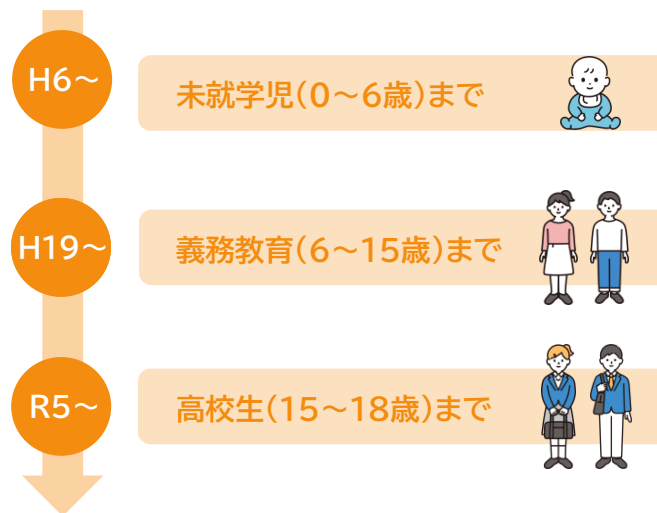 H6～
未就学児(0～6歳)まで
H19～
義務教育(6～15歳)まで
R5～
高校生(15～18歳)まで